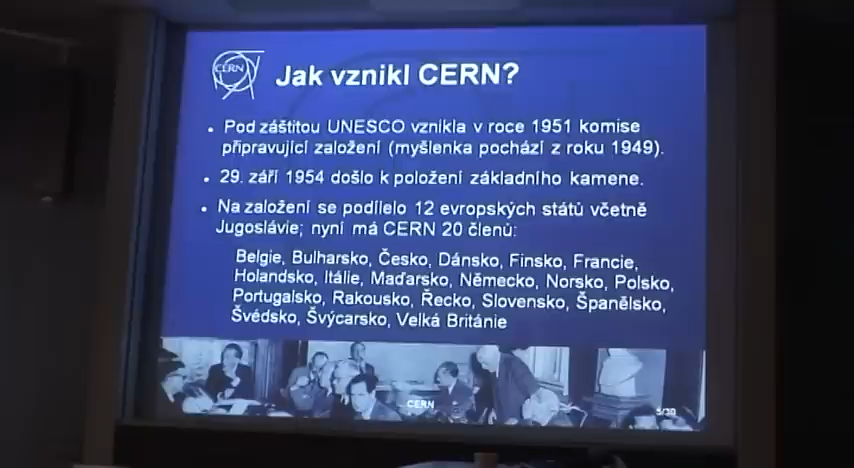 CERN
Jak vznikl CERN?
Pod záštitou UNESCO vznikla v roce 1951 komise
připravující založení (myšlenka pochází z roku 1949).
29. září 1954 došlo k položení základního kamene.
Na založení se podílelo 12 evropských států včetně
Jugoslávie; nyní má CERN 20 členů:
Belgie, Bulharsko, Česko, Dánsko, Finsko, Francie,
Holandsko, Itálie, Maďarsko, Německo, Norsko, Polsko,
Portugalsko, Rakousko, Řecko, Slovensko, Španělsko,
Švédsko, Švýcarsko, Velká Británie
CERN
5/30